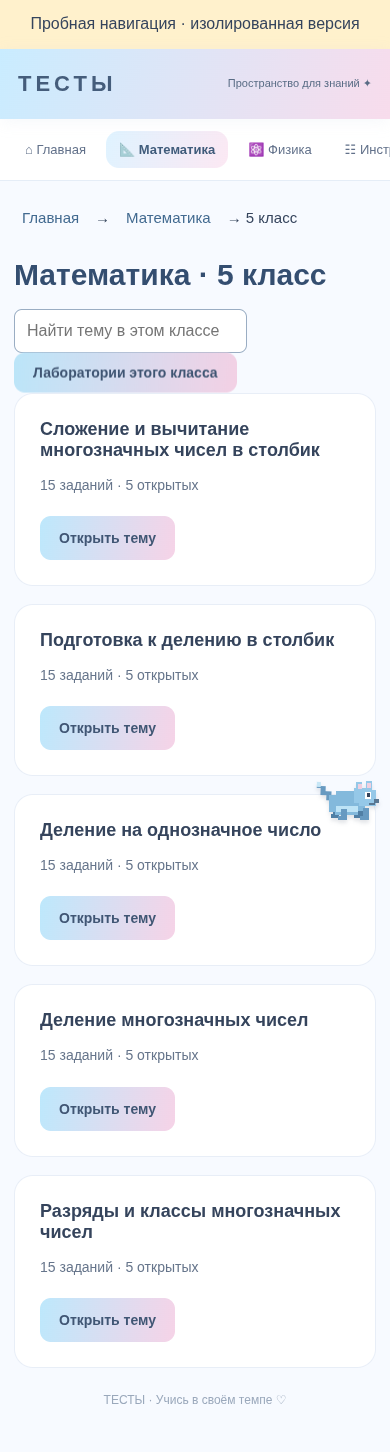 Пробная навигация · изолированная версия
ТЕСТЫ
Пространство для знаний ✦
⌂ Главная 📐 Математика ⚛ Физика ☷ Инст
Главная → Математика → 5 класс
Математика · 5 класс
Найти тему в этом классе
Лаборатории этого класса
Сложение и вычитание
многозначных чисел в столбик
15 заданий · 5 открытых
Открыть тему
Подготовка к делению в столбик
15 заданий · 5 открытых
Открыть тему
Деление на однозначное число
15 заданий · 5 открытых
Открыть тему
Деление многозначных чисел
15 заданий · 5 открытых
Открыть тему
Разряды и классы многозначных
чисел
15 заданий · 5 открытых
Открыть тему
ТЕСТЫ · Учись в своём темпе ♡